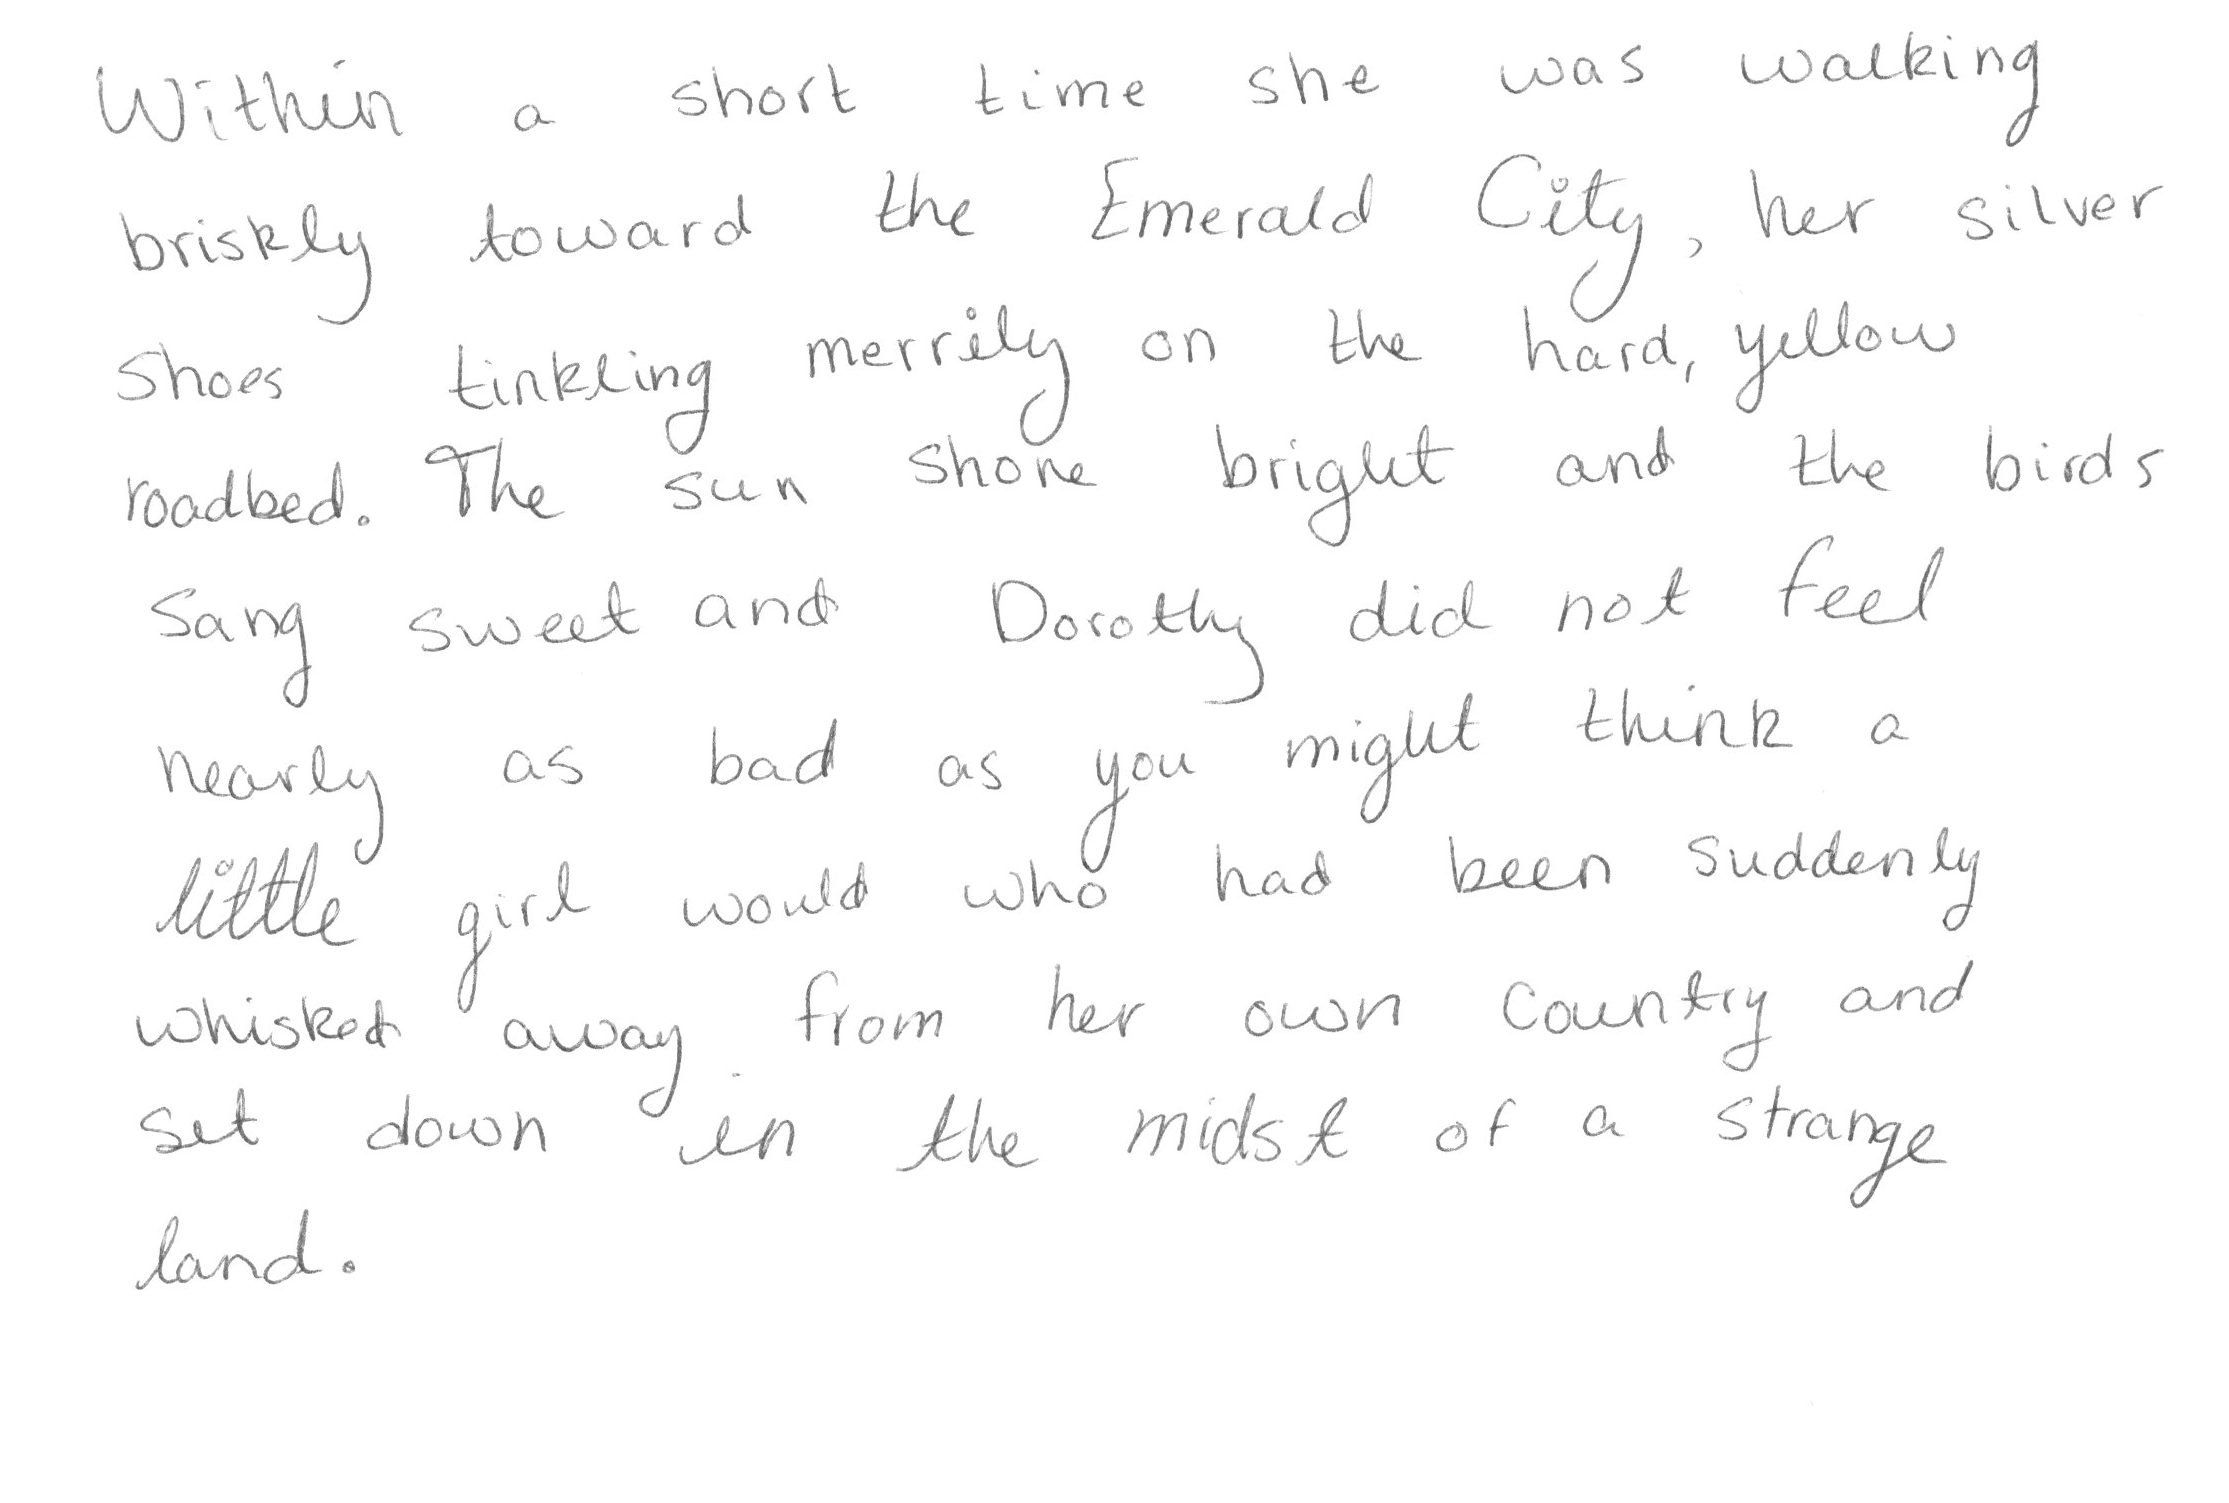 Within a short time she was walking
briskly toward the Emerald City, her silver
shoes tinkling merrily on the hard, yellow
roadbed. The sun shone bright and the birds
sang sweet and Dorothy did not feel
nearly as bad as you might think a
little girl would who had been suddenly
whisked away from her own country and
set down in the midst of a strange
land.